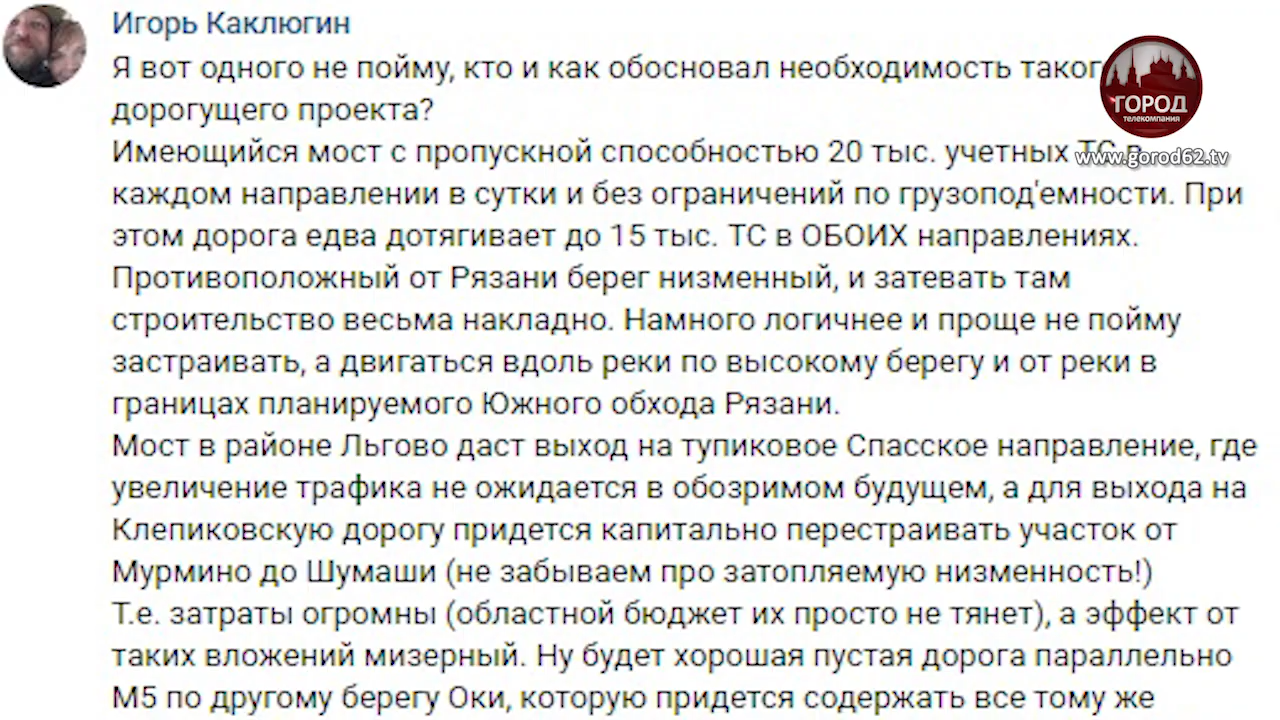 Игорь Каклюгин
Я вот одного не пойму, кто и как обосновал необходимость таког
дорогущего проекта?
ГОРОД
телекомпания
www.gorod62.tv
Имеющийся мост с пропускной способностью 20 тыс. учетных ТС в
каждом направлении в сутки и без ограничений по грузопод'емности. При
этом дорога едва дотягивает до 15 тыс. ТС в ОБОИХ направлениях.
Противоположный от Рязани берег низменный, и затевать там
строительство весьма накладно. Намного логичнее и проще не пойму
застраивать, а двигаться вдоль реки по высокому берегу и от реки в
границах планируемого Южного обхода Рязани.
Мост в районе Льгово даст выход на тупиковое Спасское направление, где
увеличение трафика не ожидается в обозримом будущем, а для выхода на
Клепиковскую дорогу придется капитально перестраивать участок от
Мурмино до Шумаши (не забываем про затопляемую низменность!)
Т.е. затраты огромны (областной бюджет их просто не тянет), а эффект от
таких вложений мизерный. Ну будет хорошая пустая дорога параллельно
М5 по другому берегу Оки, которую придется содержать все тому же